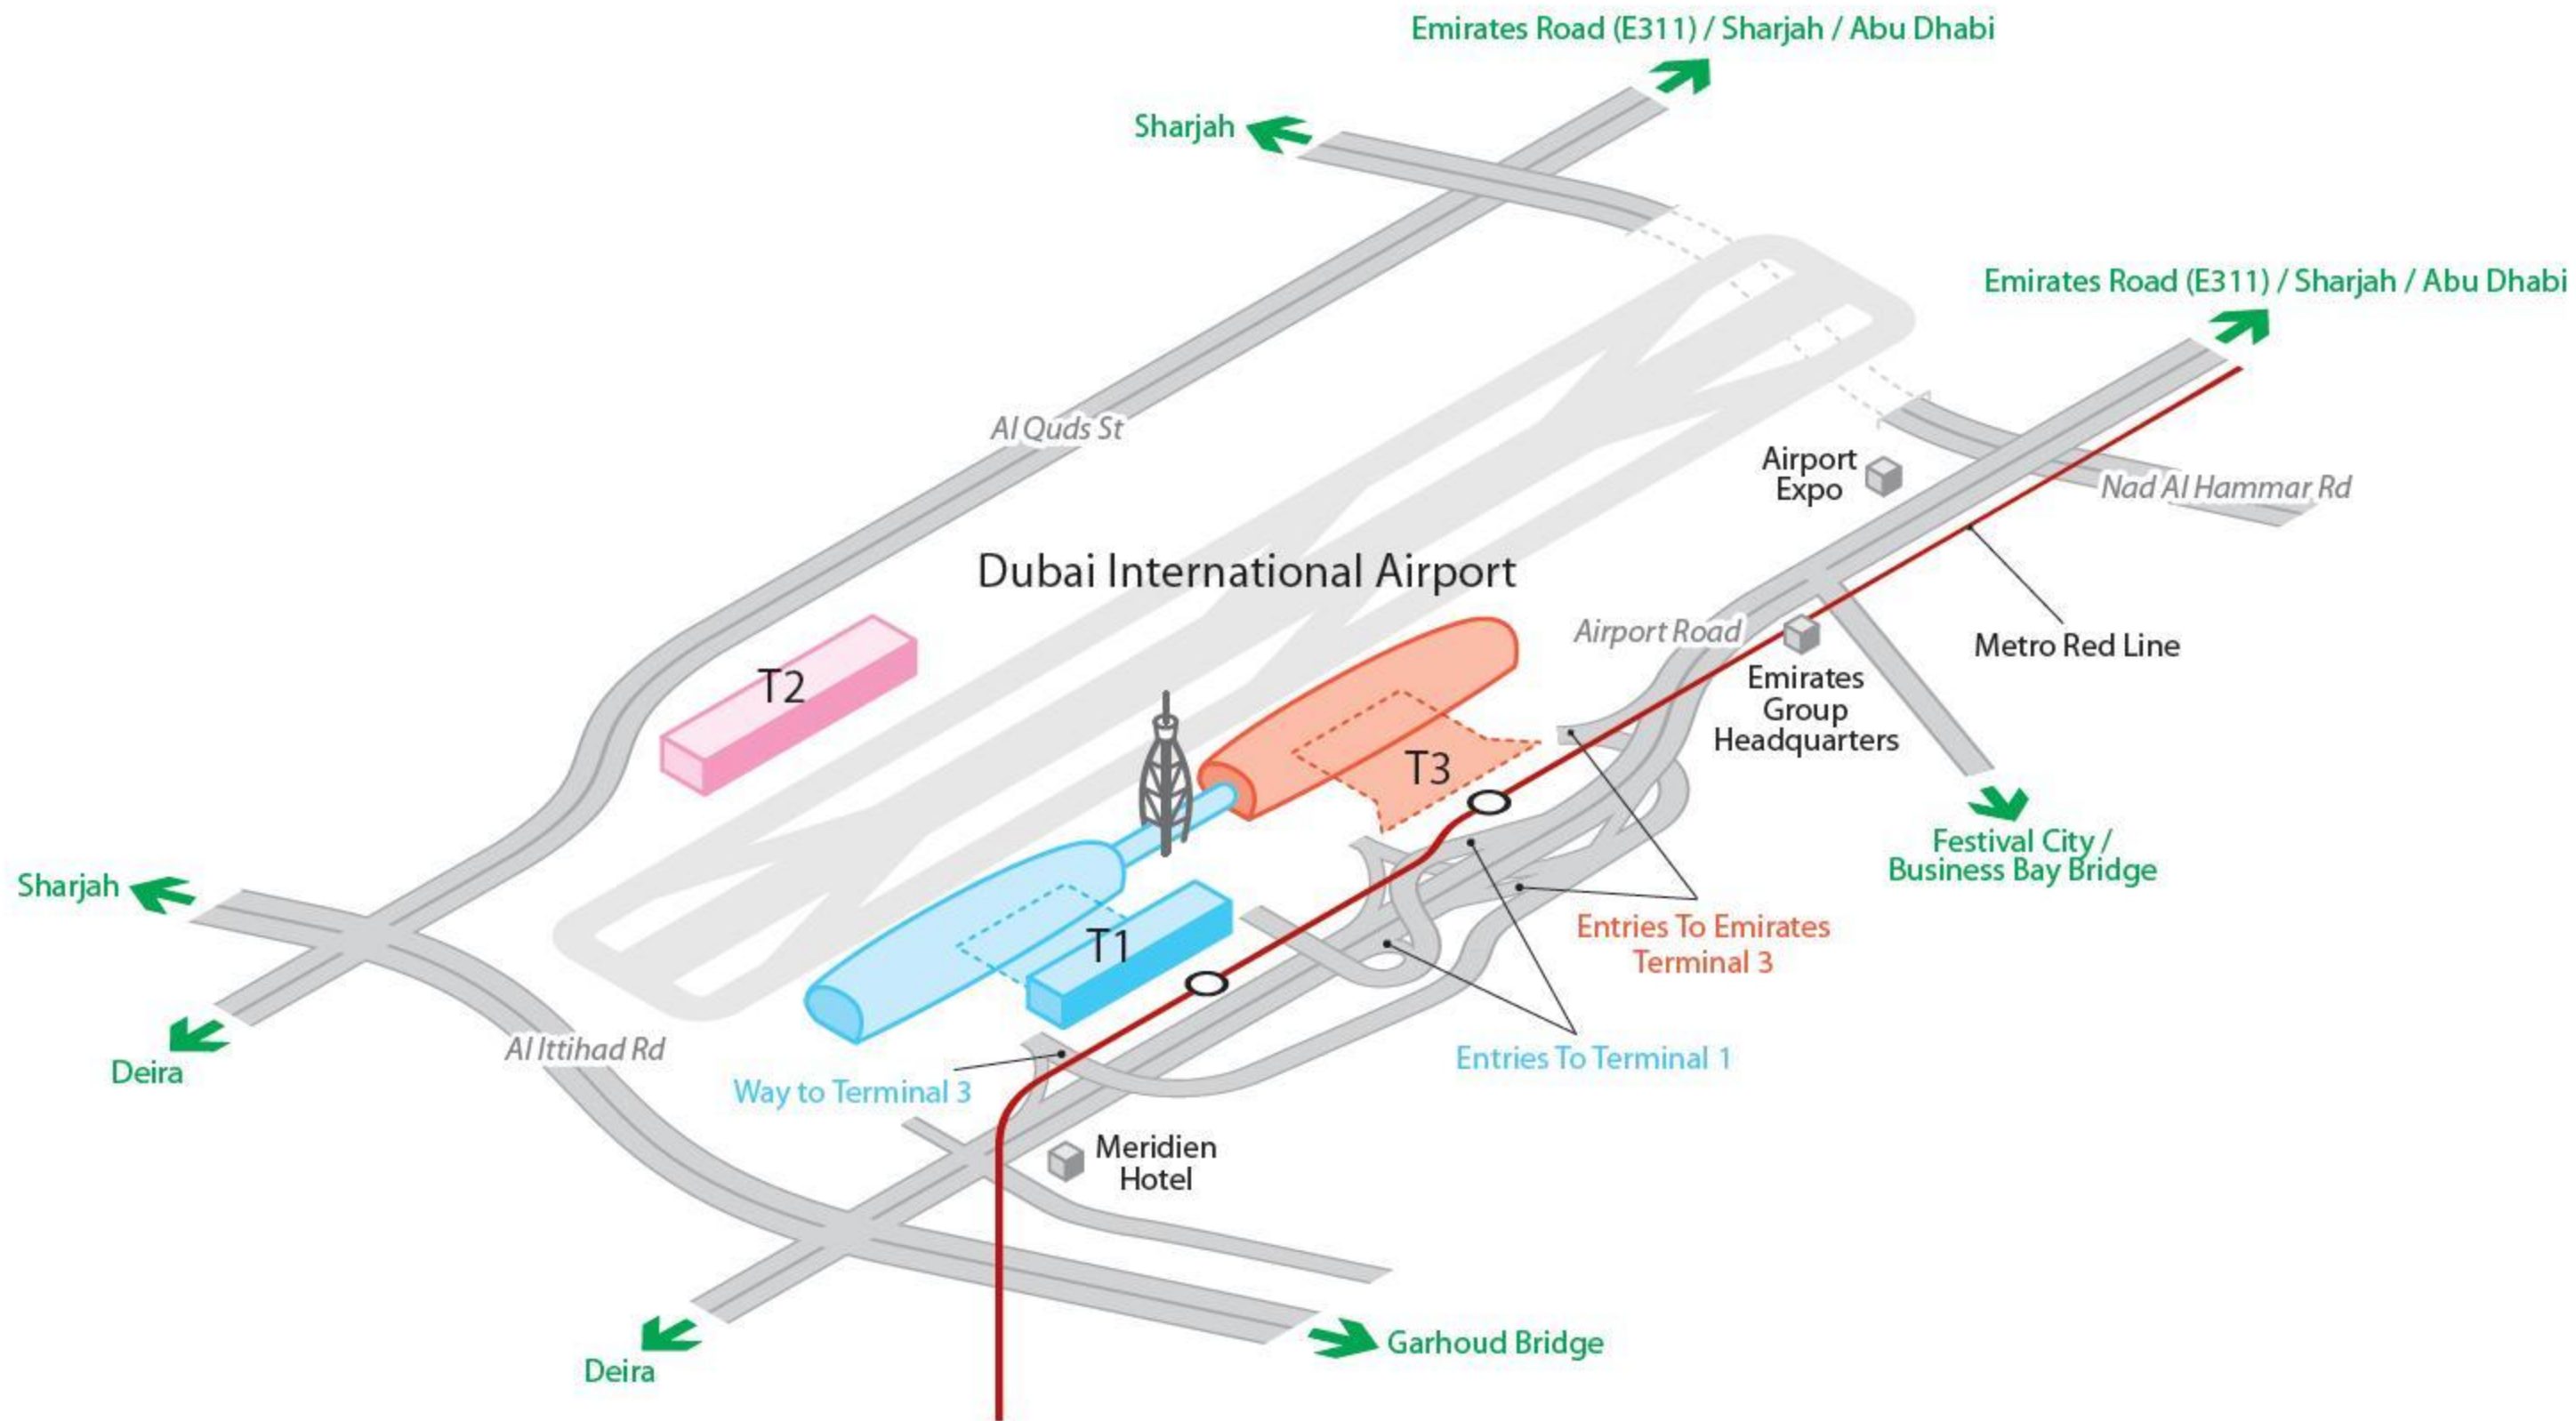 Emirates Road (E311) / Sharjah / Abu Dhabi
Sharjah
Emirates Road (E311) / Sharjah / Abu Dhabi
Al Quds St
Airport
Expo
Nad Al Hammar Rd
Dubai International Airport
Airport Road
Metro Red Line
T2
Emirates
Group
Headquarters
T3
Festival City /
Business Bay Bridge
Sharjah
T1
Entries To Emirates
Terminal 3
Al Ittihad Rd
Entries To Terminal 1
Deira
Way to Terminal 3
Meridien
Hotel
Garhoud Bridge
Deira